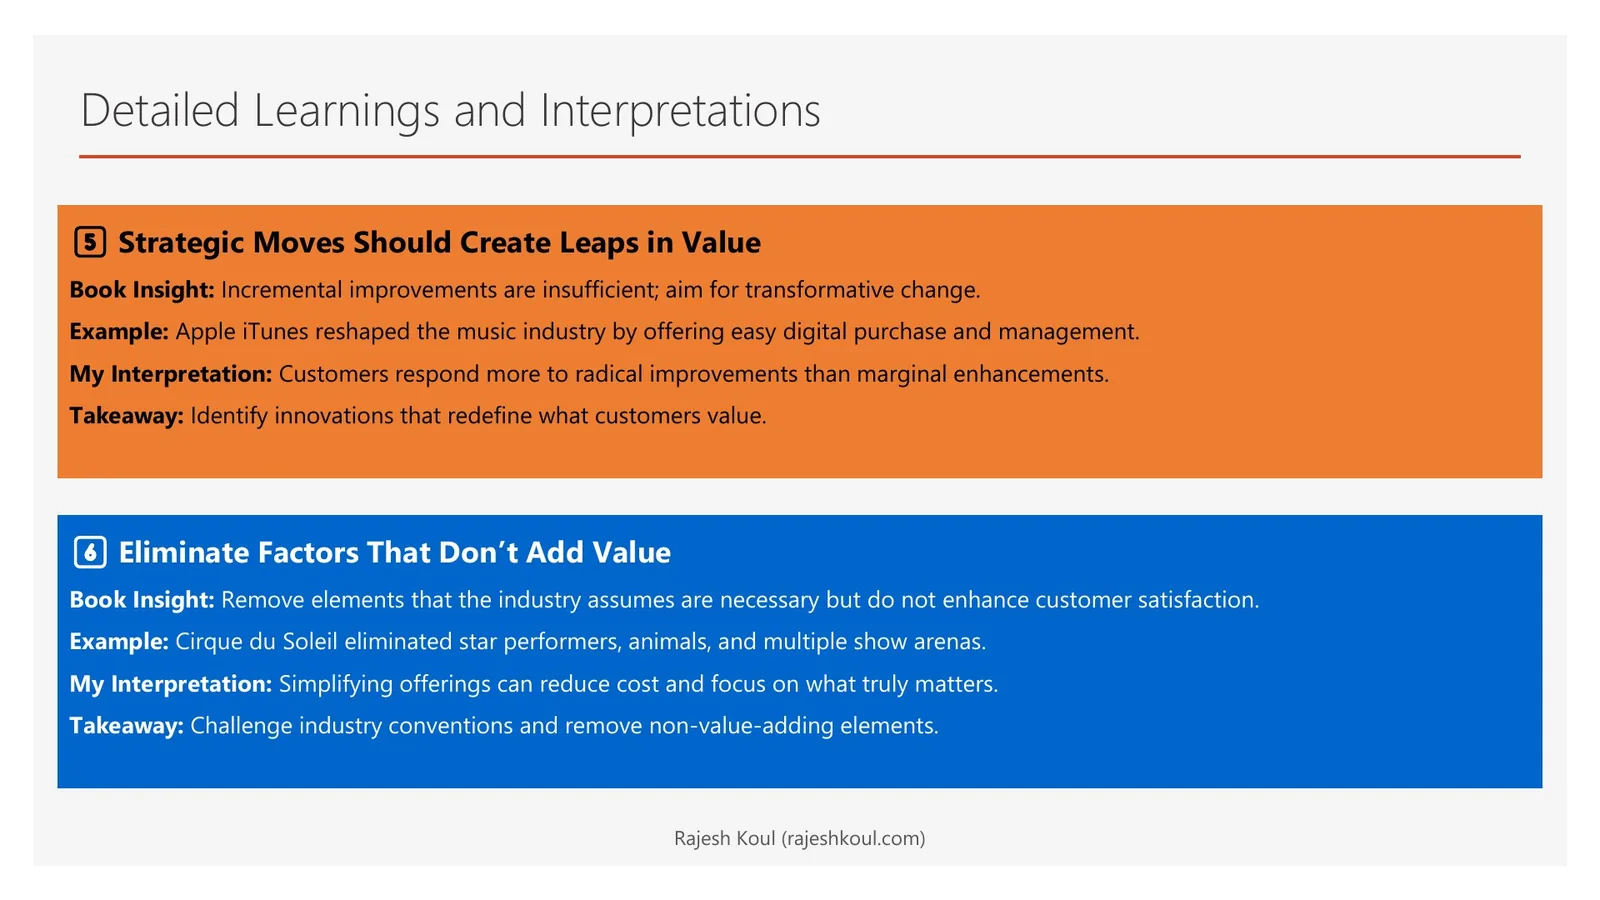 Detailed Learnings and Interpretations
5 Strategic Moves Should Create Leaps in Value
Book Insight: Incremental improvements are insufficient; aim for transformative change.
Example: Apple iTunes reshaped the music industry by offering easy digital purchase and management.
My Interpretation: Customers respond more to radical improvements than marginal enhancements.
Takeaway: Identify innovations that redefine what customers value.
6 Eliminate Factors That Don’t Add Value
Book Insight: Remove elements that the industry assumes are necessary but do not enhance customer satisfaction.
Example: Cirque du Soleil eliminated star performers, animals, and multiple show arenas.
My Interpretation: Simplifying offerings can reduce cost and focus on what truly matters.
Takeaway: Challenge industry conventions and remove non-value-adding elements.
Rajesh Koul (rajeshkoul.com)